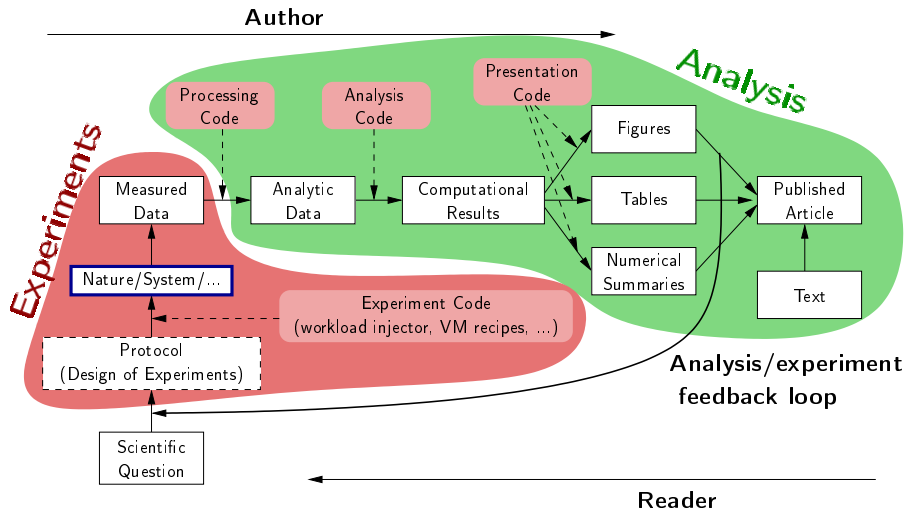 Author
Analysis
Presentation
Code
Processing
Code
Analysis
Code
Figures
Experiments
Measured
Data
Analytic
Data
Computational
Results
Tables
Published
Article
Nature/System/...
Numerical
Summaries
Text
Experiment Code
(workload injector, VM recipes, ...)
Protocol
(Design of Experiments)
Analysis/experiment
feedback loop
Scientific
Question
Reader